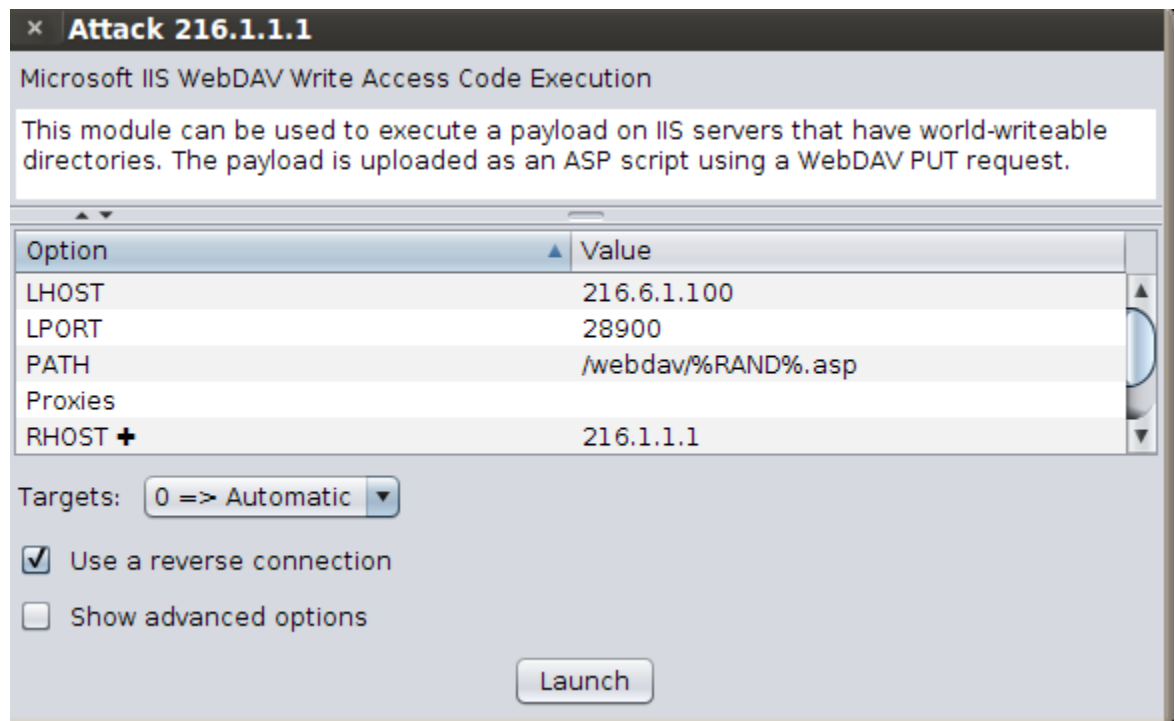 × Attack 216.1.1.1
Microsoft IIS WebDAV Write Access Code Execution
This module can be used to execute a payload on IIS servers that have world-writeable
directories. The payload is uploaded as an ASP script using a WebDAV PUT request.
Option Value
LHOST 216.6.1.100
LPORT 28900
PATH /webdav/%RAND%.asp
Proxies
RHOST ✚ 216.1.1.1
Targets: 0 => Automatic
Use a reverse connection
Show advanced options
Launch